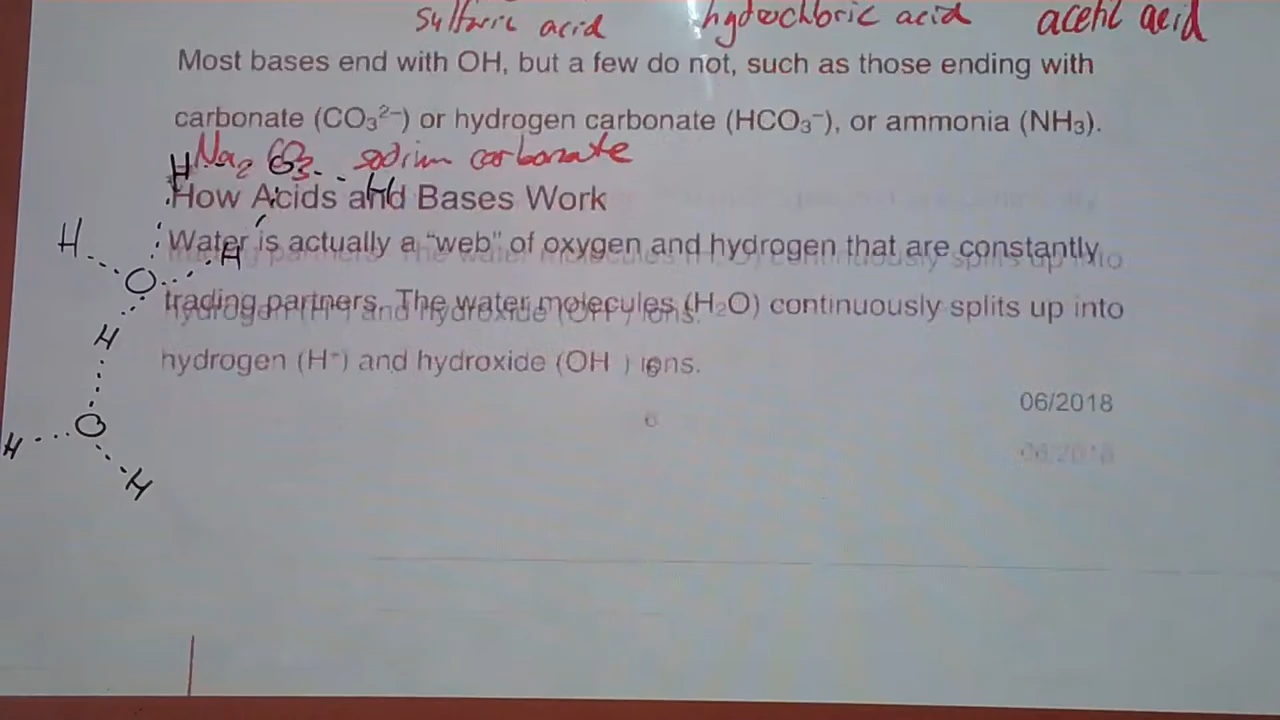 sulfuric acid hydrochloric acid acetic acid
Most bases end with OH, but a few do not, such as those ending with
carbonate (CO₃²⁻) or hydrogen carbonate (HCO₃⁻), or ammonia (NH₃).
Na₂ CO₃ sodium carbonate
H
How Acids and Bases Work
H
H
Water is actually a “web” of oxygen and hydrogen that are constantly
H
O
trading partners. The water molecules (H₂O) continuously splits up into
H
hydrogen (H⁺) and hydroxide (OH ) ions.
6
06/2018
O
H
H